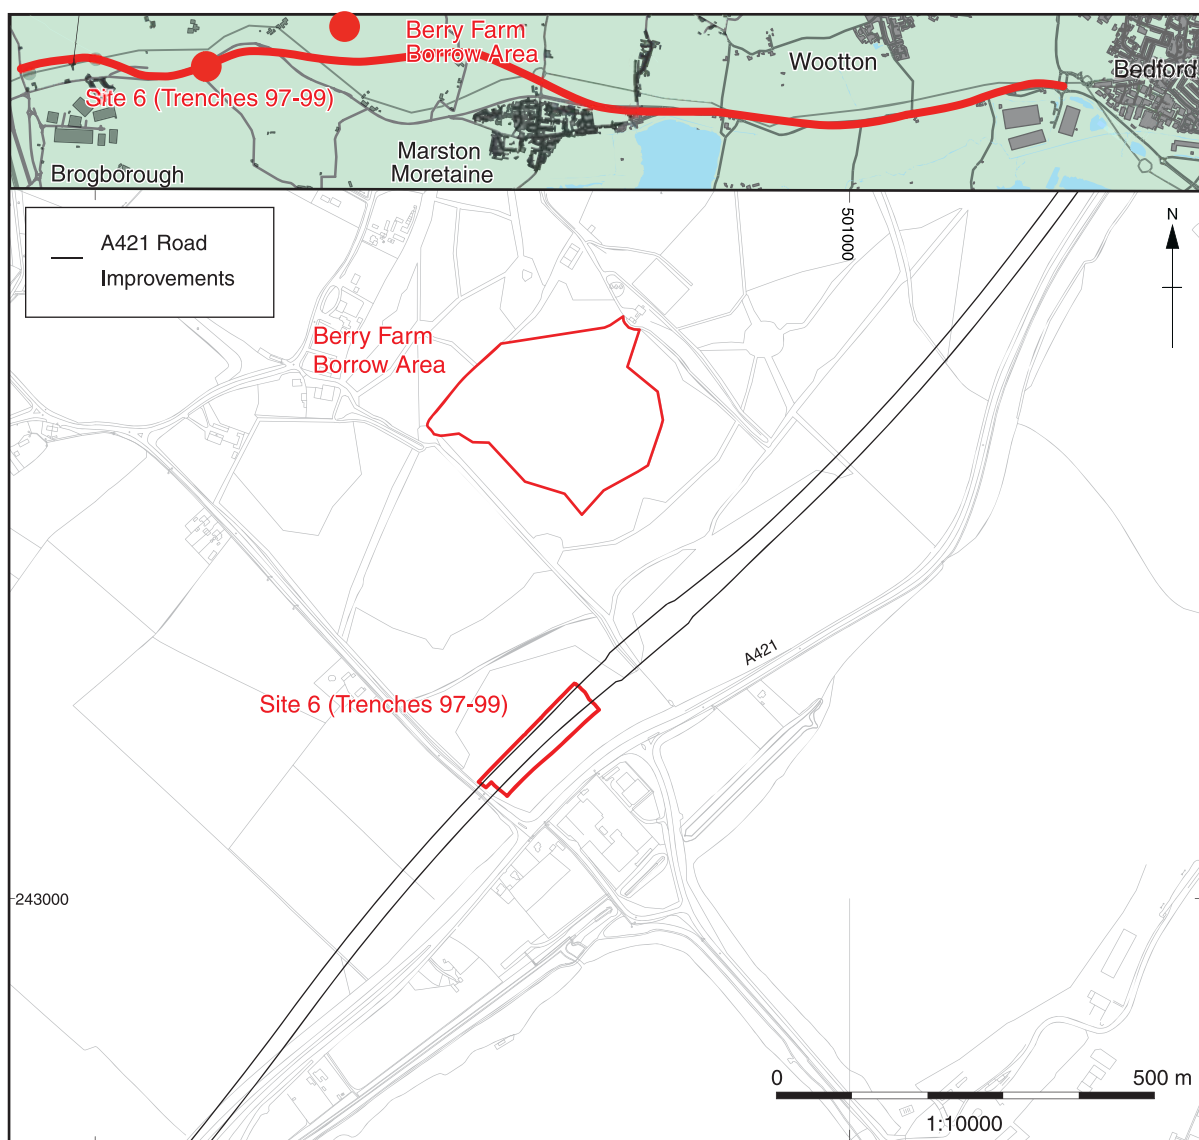 Berry Farm
Borrow Area
Wootton
Bedford
Site 6 (Trenches 97-99)
Marston
Moretaine
Brogborough
A421 Road
Improvements
501000
N
Berry Farm
Borrow Area
A421
Site 6 (Trenches 97-99)
243000
0
500 m
1:10000